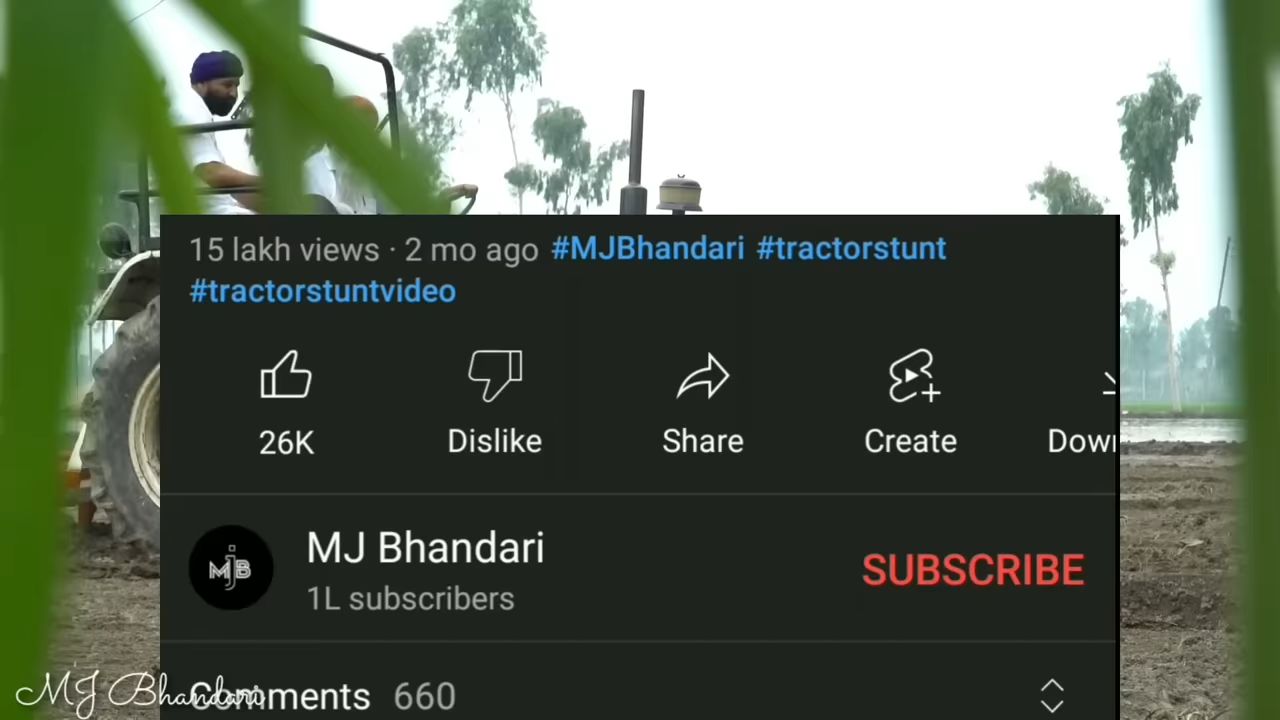 15 lakh views · 2 mo ago #MJBhandari #tractorstunt
#tractorstuntvideo
26K
Dislike
Share
Create
Down
MJB
MJ Bhandari
1L subscribers
SUBSCRIBE
Comments 660
MJ Bhandari